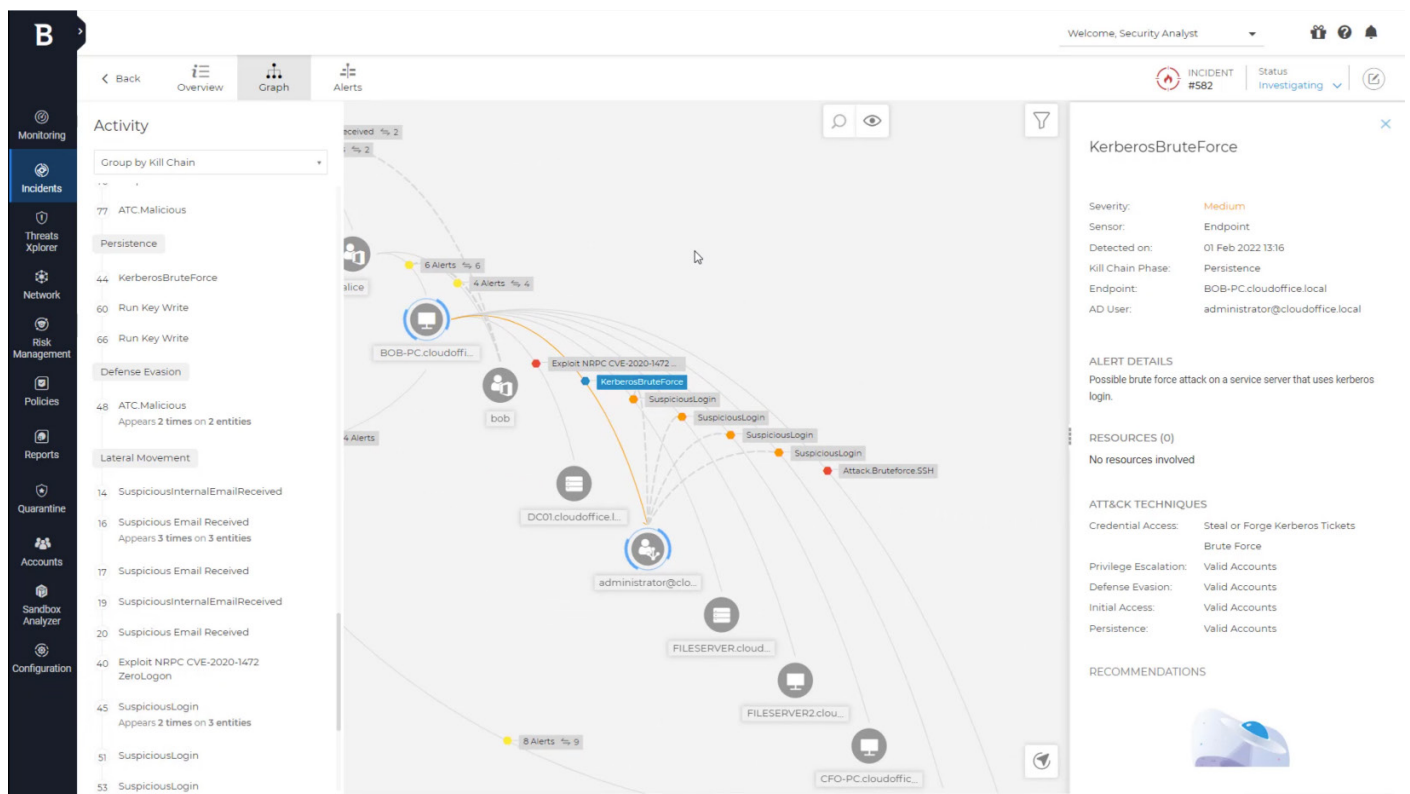 B
Welcome, Security Analyst
Back
Overview
Graph
Alerts
INCIDENT
#582
Status
Investigating
Monitoring
Incidents
Threats
Xplorer
Network
Risk
Management
Policies
Reports
Quarantine
Accounts
Sandbox
Analyzer
Configuration
Activity
Group by Kill Chain
77 ATC.Malicious
Persistence
44 KerberosBruteForce
60 Run Key Write
66 Run Key Write
Defense Evasion
48 ATC.Malicious
Appears 2 times on 2 entities
Lateral Movement
14 SuspiciousInternalEmailReceived
16 Suspicious Email Received
Appears 3 times on 3 entities
17 Suspicious Email Received
19 SuspiciousInternalEmailReceived
20 Suspicious Email Received
40 Exploit NRPC CVE-2020-1472
ZeroLogon
45 SuspiciousLogin
Appears 2 times on 3 entities
51 SuspiciousLogin
53 SuspiciousLogin
eceived 2
2
alice
6 Alerts 6
4 Alerts 4
BOB-PC.cloudoffi...
Exploit NRPC CVE-2020-1472 ...
KerberosBruteForce
bob
SuspiciousLogin
SuspiciousLogin
SuspiciousLogin
SuspiciousLogin
4 Alerts
Attack.Bruteforce.SSH
DC01.cloudoffice.l...
administrator@clo...
FILESERVER.cloud...
FILESERVER2.clou...
8 Alerts 9
CFO-PC.cloudoffic...
KerberosBruteForce
Severity: Medium
Sensor: Endpoint
Detected on: 01 Feb 2022 13:16
Kill Chain Phase: Persistence
Endpoint: BOB-PC.cloudoffice.local
AD User: administrator@cloudoffice.local
ALERT DETAILS
Possible brute force attack on a service server that uses kerberos
login.
RESOURCES (0)
No resources involved
ATT&CK TECHNIQUES
Credential Access: Steal or Forge Kerberos Tickets
Brute Force
Privilege Escalation: Valid Accounts
Defense Evasion: Valid Accounts
Initial Access: Valid Accounts
Persistence: Valid Accounts
RECOMMENDATIONS